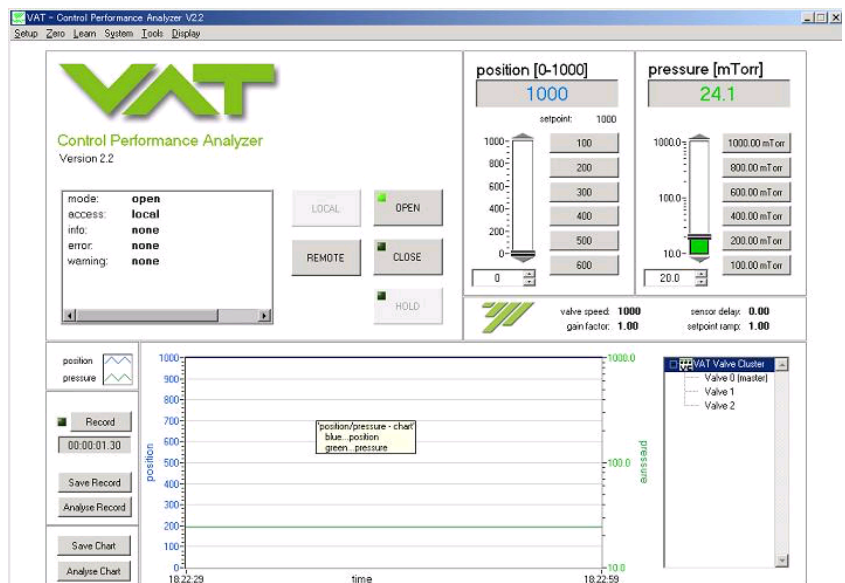 VAT - Control Performance Analyzer V2.2
Setup Zero Learn System Tools Display
VAT
Control Performance Analyzer
Version 2.2
mode: open
access: local
info: none
error: none
warning: none
LOCAL
OPEN
REMOTE
CLOSE
HOLD
position [0-1000]
1000
setpoint: 1000
1000
800
600
400
200
0
100
200
300
400
500
600
0
pressure [mTorr]
24.1
1000.0
100.0
10.0
1000.00 mTorr
800.00 mTorr
600.00 mTorr
400.00 mTorr
200.00 mTorr
100.00 mTorr
20.0
valve speed: 1000 sensor delay: 0.00
gain factor: 1.00 setpoint ramp: 1.00
position
pressure
Record
00:00:01.30
Save Record
Analyse Record
Save Chart
Analyse Chart
position
1000
900
800
700
600
500
400
300
200
100
0
'position/pressure - chart'
blue...position
green...pressure
18:22:29 time 18:22:59
1000.0
100.0
10.0
pressure
VAT Valve Cluster
Valve 0 (master)
Valve 1
Valve 2